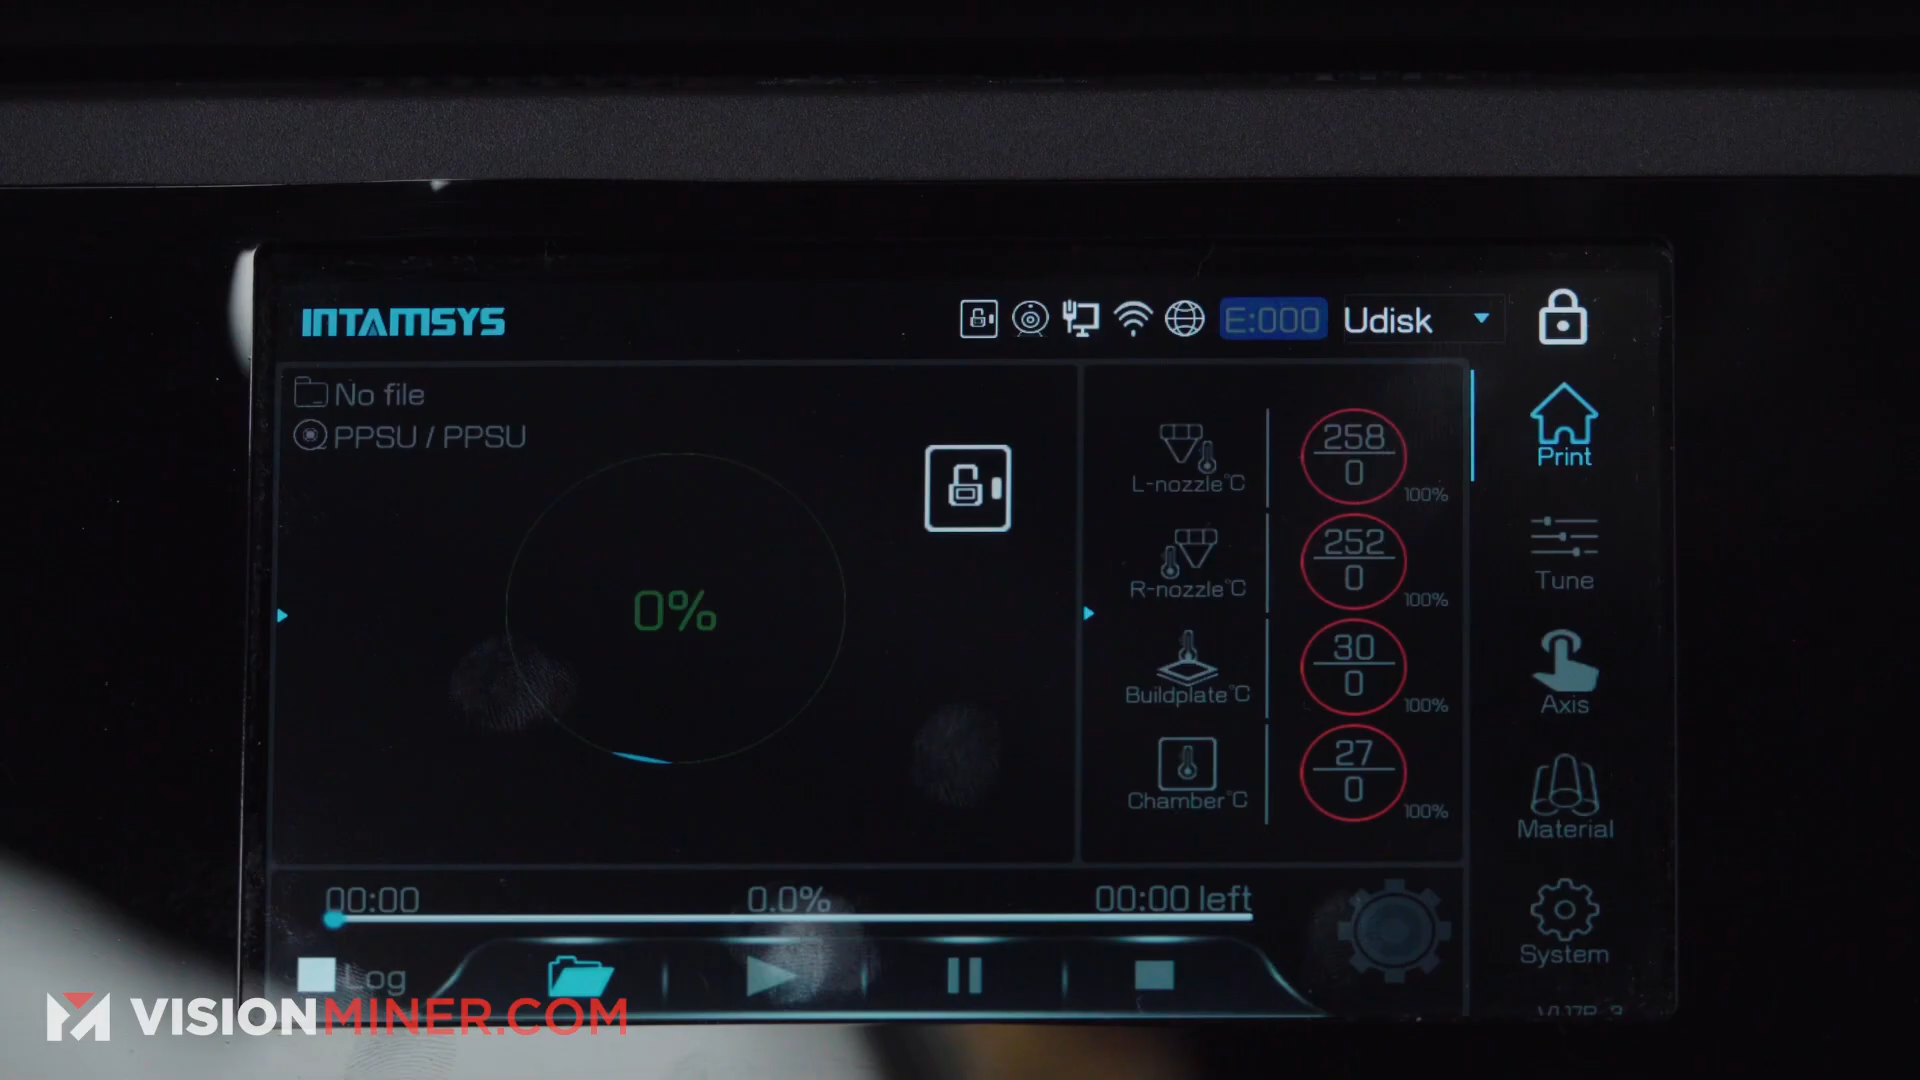 INTAMSYS
E:000
Udisk
No file
PPSU / PPSU
0%
L-nozzle°C
258
0
100%
R-nozzle°C
252
0
100%
Buildplate°C
30
0
100%
Chamber°C
27
0
100%
Print
Tune
Axis
Material
System
00:00
0.0%
00:00 left
Log
VISIONMINER.COM